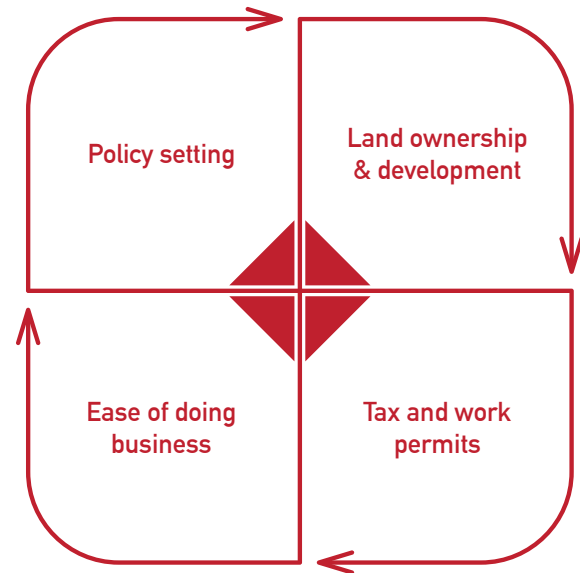 Policy setting
Land ownership
& development
Ease of doing
business
Tax and work
permits